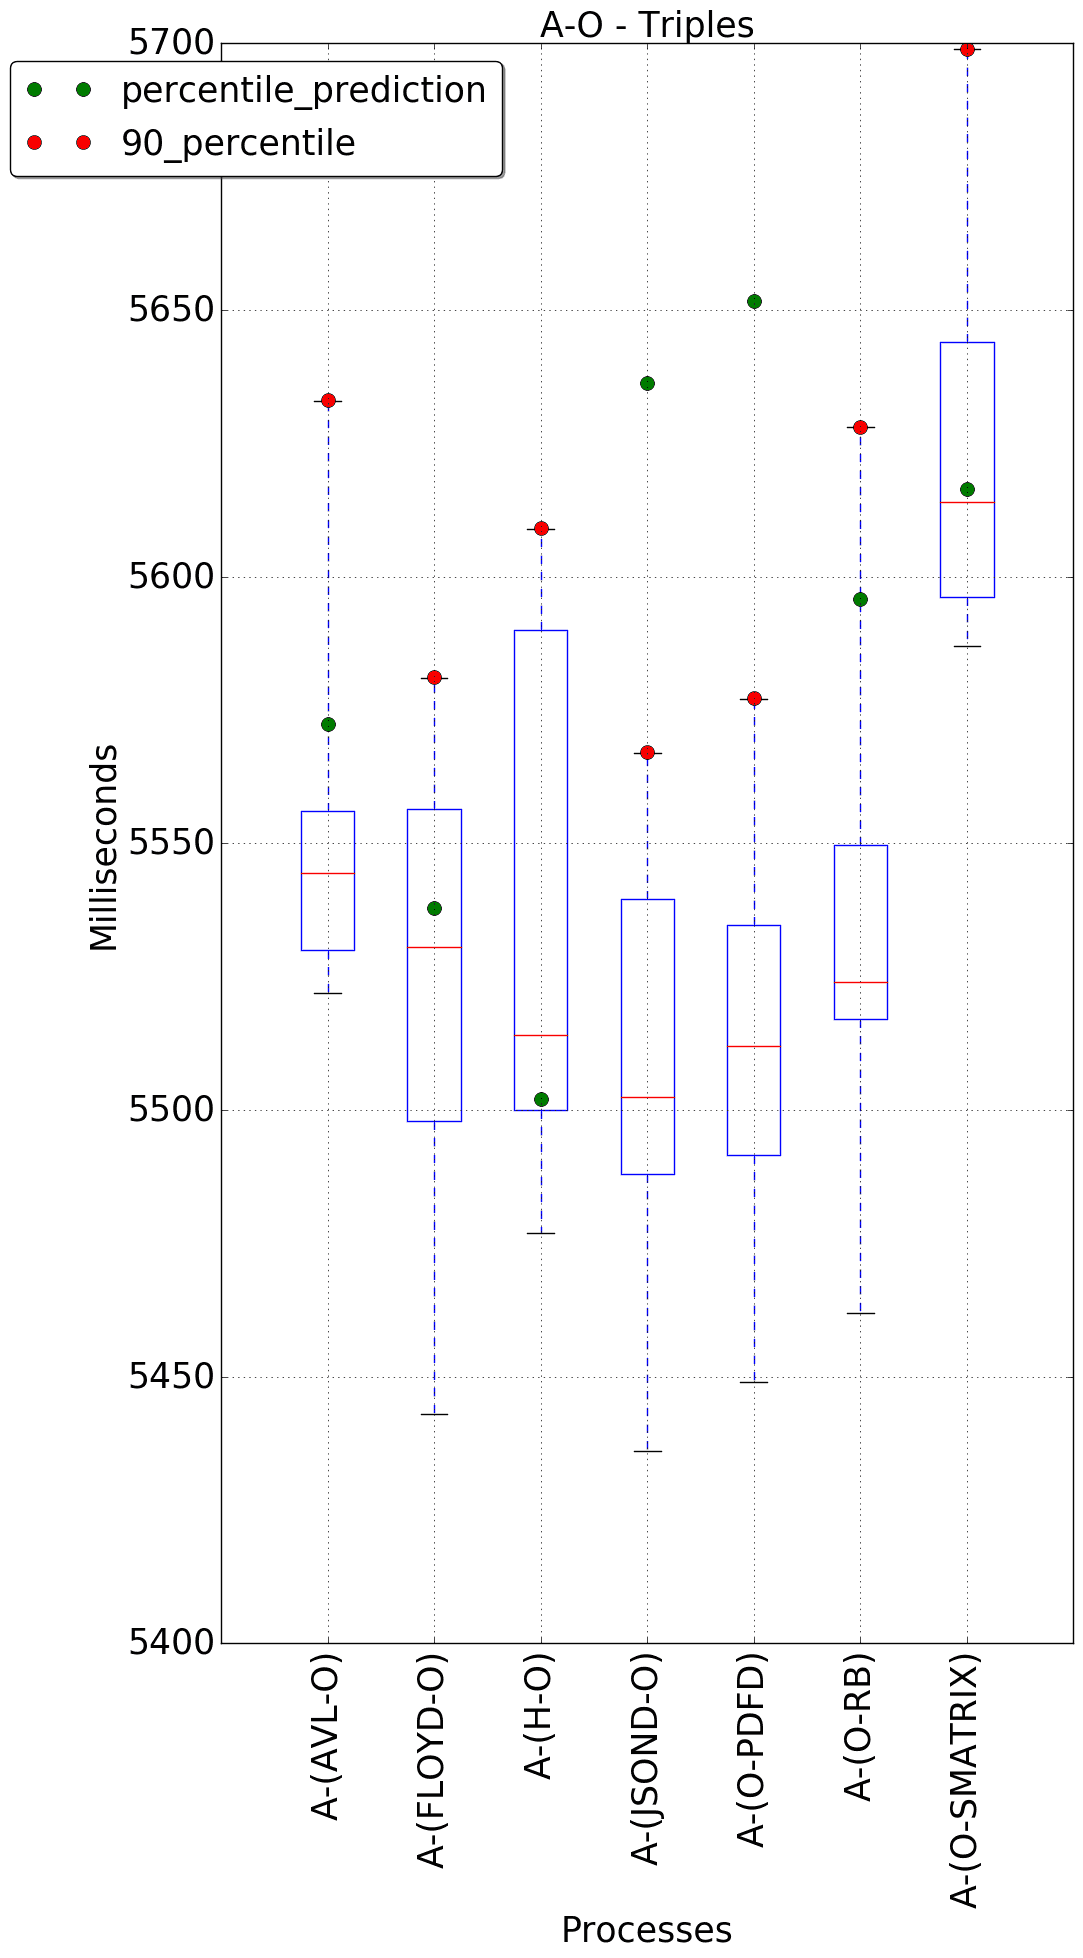 A-O - Triples
percentile_prediction
90_percentile
5700
5650
5600
5550
5500
5450
5400
Milliseconds
A-(AVL-O)
A-(FLOYD-O)
A-(H-O)
A-(JSOND-O)
A-(O-PDFD)
A-(O-RB)
A-(O-SMATRIX)
Processes